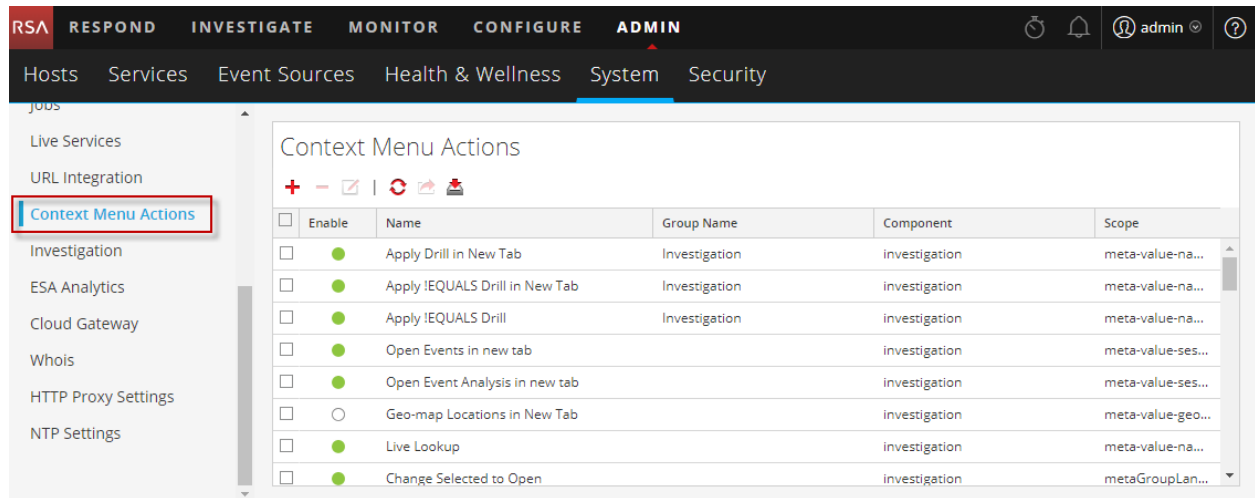 RSA RESPOND INVESTIGATE MONITOR CONFIGURE ADMIN admin
Hosts Services Event Sources Health & Wellness System Security
Jobs
Live Services
URL Integration
Context Menu Actions
Investigation
ESA Analytics
Cloud Gateway
Whois
HTTP Proxy Settings
NTP Settings
Context Menu Actions
Enable Name Group Name Component Scope
Apply Drill in New Tab Investigation investigation meta-value-na...
Apply !EQUALS Drill in New Tab Investigation investigation meta-value-na...
Apply !EQUALS Drill Investigation investigation meta-value-na...
Open Events in new tab investigation meta-value-ses...
Open Event Analysis in new tab investigation meta-value-ses...
Geo-map Locations in New Tab investigation meta-value-geo...
Live Lookup investigation meta-value-na...
Change Selected to Open investigation metaGroupLan...